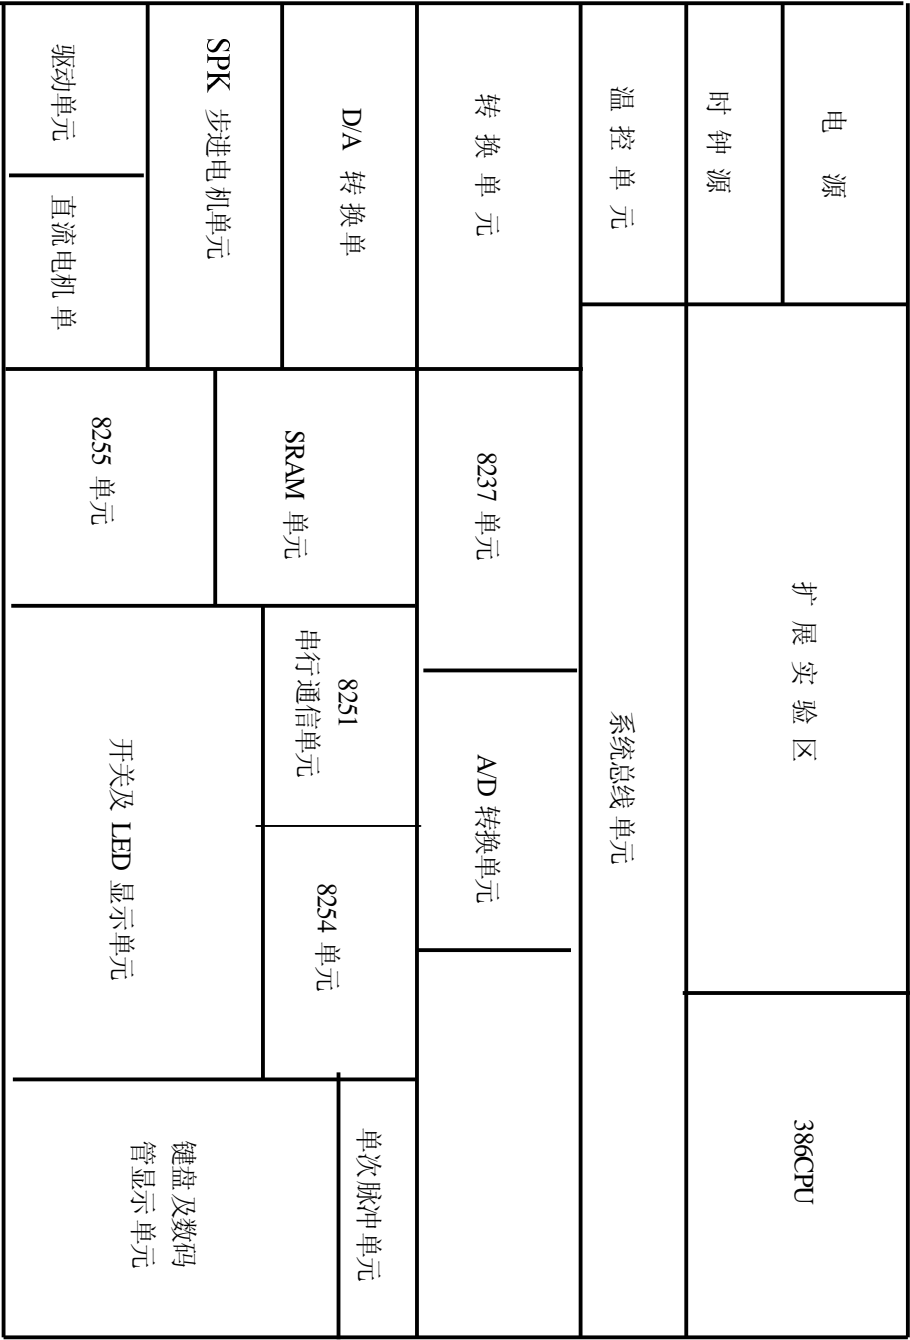 电 源
扩 展 实 验 区
386CPU
时 钟 源
温 控 单 元
系统总线 单元
转 换 单 元
8237 单元
A/D 转换单元
D/A 转换单
SPK 步进电机单元
SRAM 单元
8251
串行 通信单元
8254 单元
单次 脉冲 单元
驱动单元
直流 电机 单
8255 单元
开关及 LED 显示单元
键盘 及数码
管显示 单元